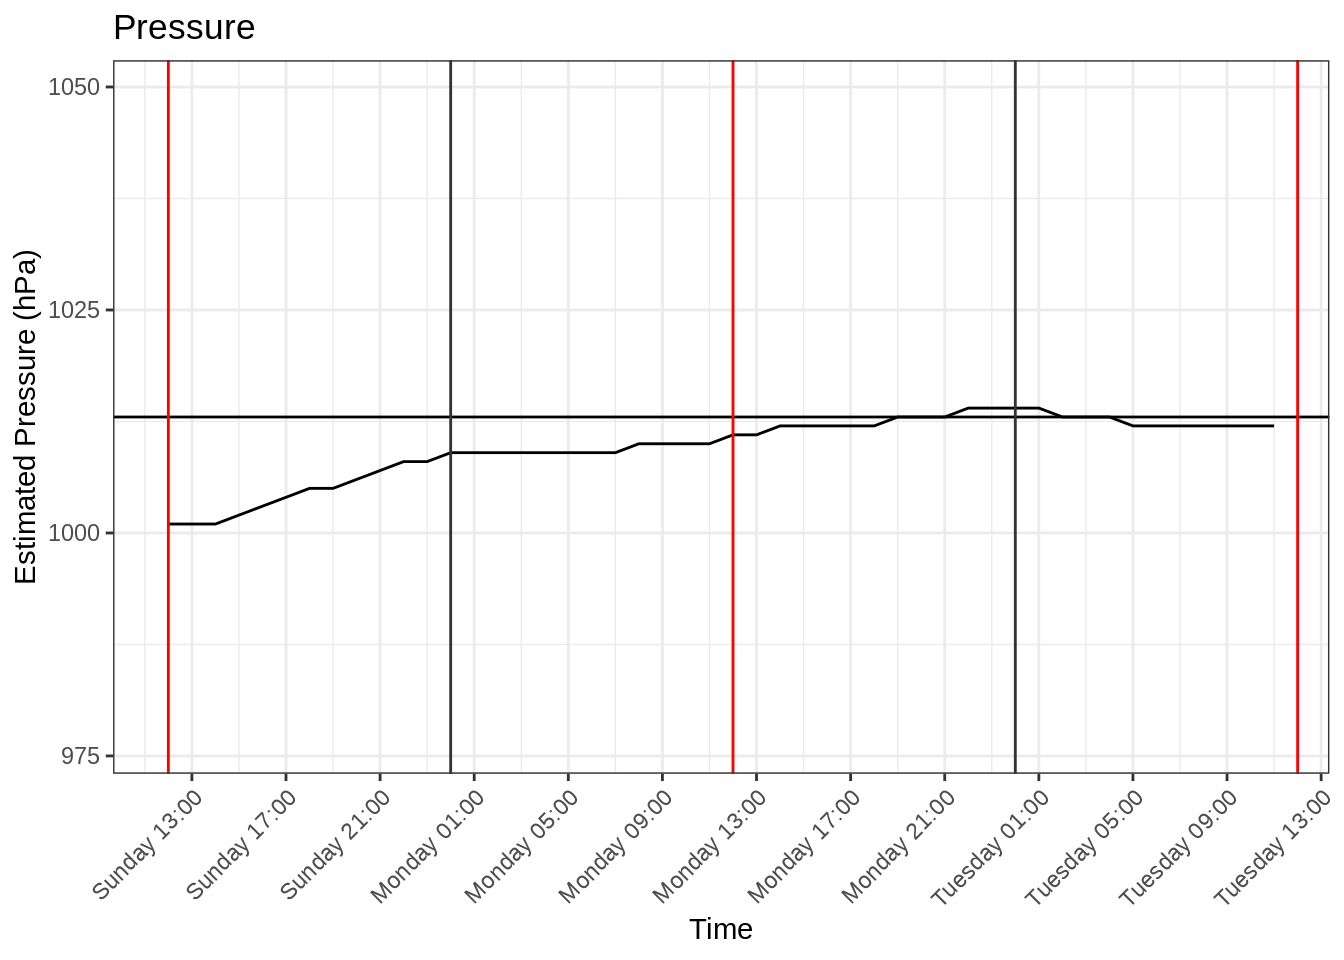 Pressure
Estimated Pressure (hPa)
1050
1025
1000
975
Sunday 13:00
Sunday 17:00
Sunday 21:00
Monday 01:00
Monday 05:00
Monday 09:00
Monday 13:00
Monday 17:00
Monday 21:00
Tuesday 01:00
Tuesday 05:00
Tuesday 09:00
Tuesday 13:00
Time